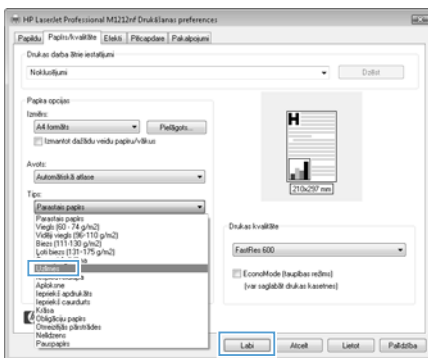 HP LaserJet Professional M1212nf Drukāšanas preferences
Papildu Papīrs/kvalitāte Efekti Pēcapdare Pakalpojumi
Drukas darba ātrie iestatījumi
Noklusējumi
Dzēst
Papīra opcijas
Izmērs:
A4 formāts
Pielāgots...
Izmantot dažādu veidu papīru/vākus
Avots:
Automātiskā atlase
Tips:
Parastais papīrs
Parastais papīrs
Viegls (60 - 74 g/m2)
Vidēji viegls (96-110 g/m2)
Biezs (111-130 g/m2)
Ļoti biezs (131-175 g/m2)
Uzlīmes
Aploksne
Iepriekš apdrukāts
Iepriekš caurdurts
Krāsa
Obligāciju papīrs
Otrreizējās pārstrādes
Nelīdzens
Pauspapīrs
H
210x297 mm
Drukas kvalitāte
FastRes 600
EconoMode (taupības režīms)
(var saglabāt drukas kasetnes)
Labi Atcelt Lietot Palīdzība